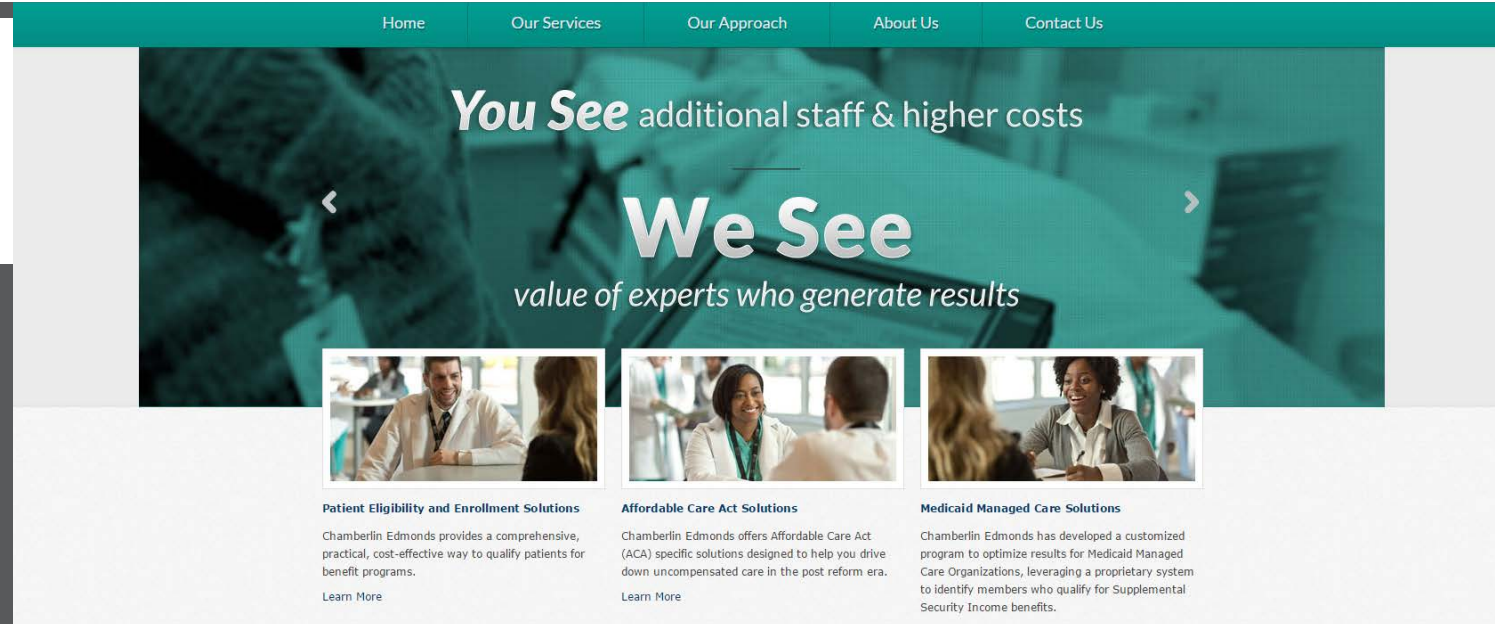 Home Our Services Our Approach About Us Contact Us
You See additional staff & higher costs
We See
value of experts who generate results
Patient Eligibility and Enrollment Solutions
Chamberlin Edmonds provides a comprehensive,
practical, cost-effective way to qualify patients for
benefit programs.
Learn More
Affordable Care Act Solutions
Chamberlin Edmonds offers Affordable Care Act
(ACA) specific solutions designed to help you drive
down uncompensated care in the post reform era.
Learn More
Medicaid Managed Care Solutions
Chamberlin Edmonds has developed a customized
program to optimize results for Medicaid Managed
Care Organizations, leveraging a proprietary system
to identify members who qualify for Supplemental
Security Income benefits.